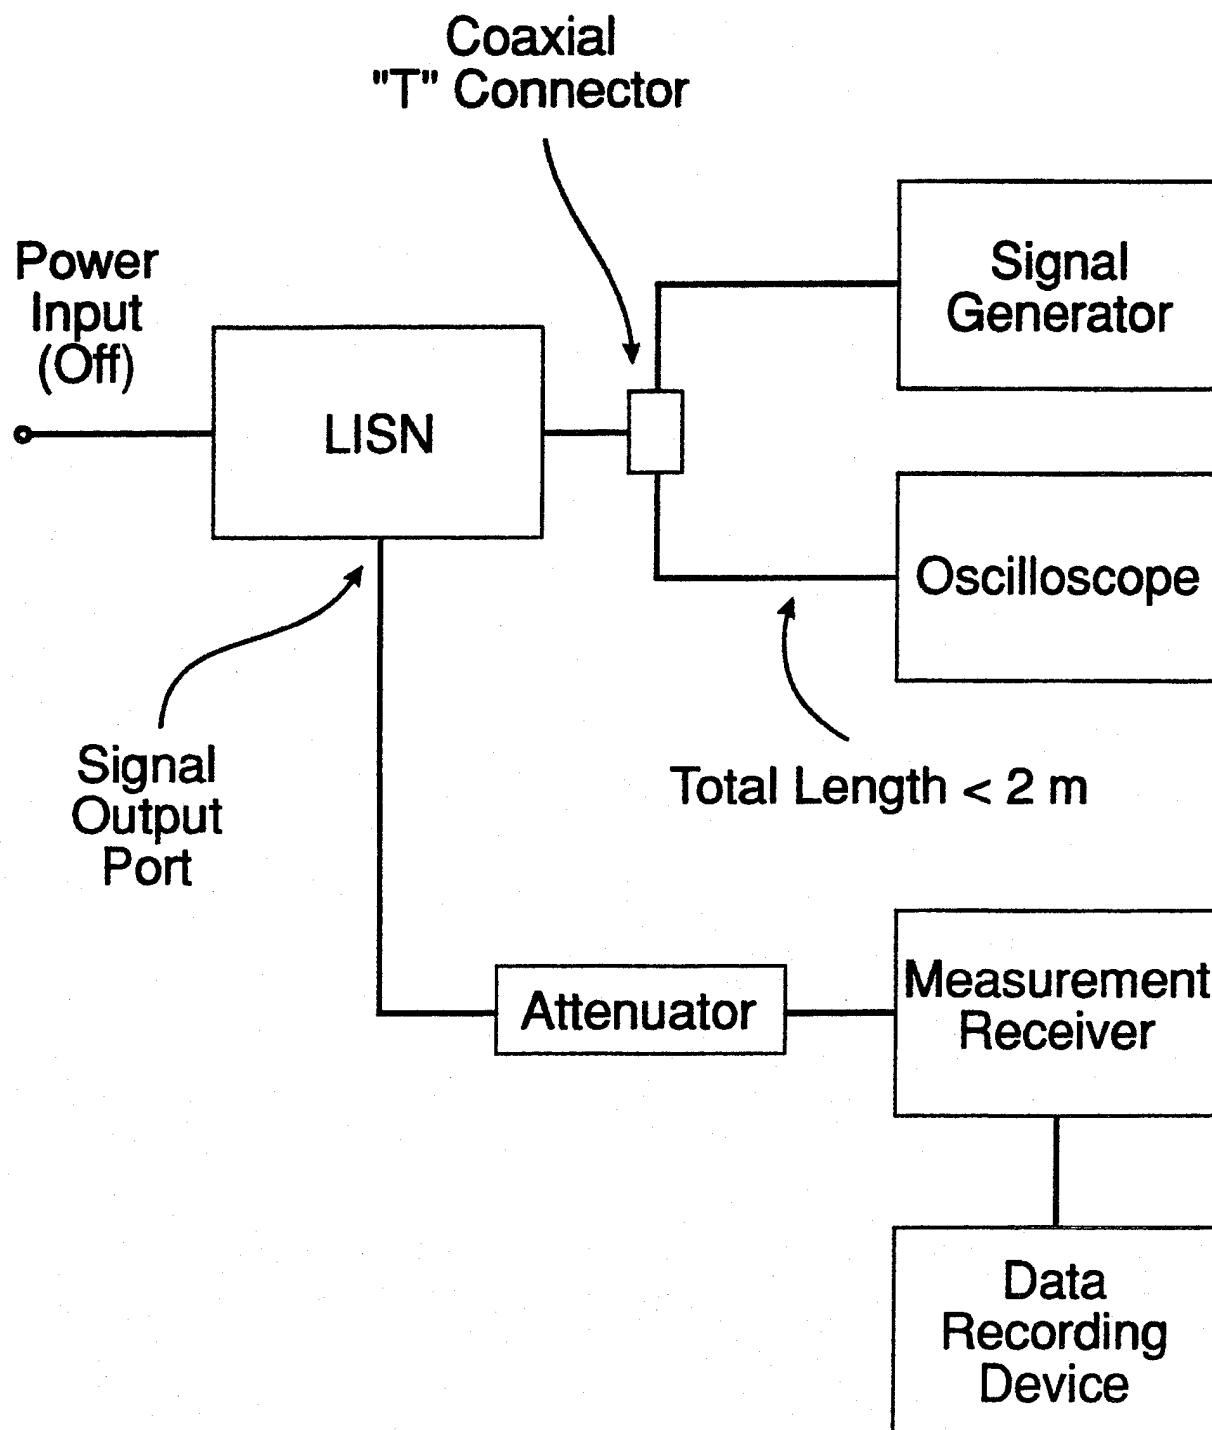 Coaxial
"T" Connector
Signal
Generator
Power
Input
(Off)
LISN
Oscilloscope
Signal
Output
Port
Total Length < 2 m
Attenuator
Measurement
Receiver
Data
Recording
Device